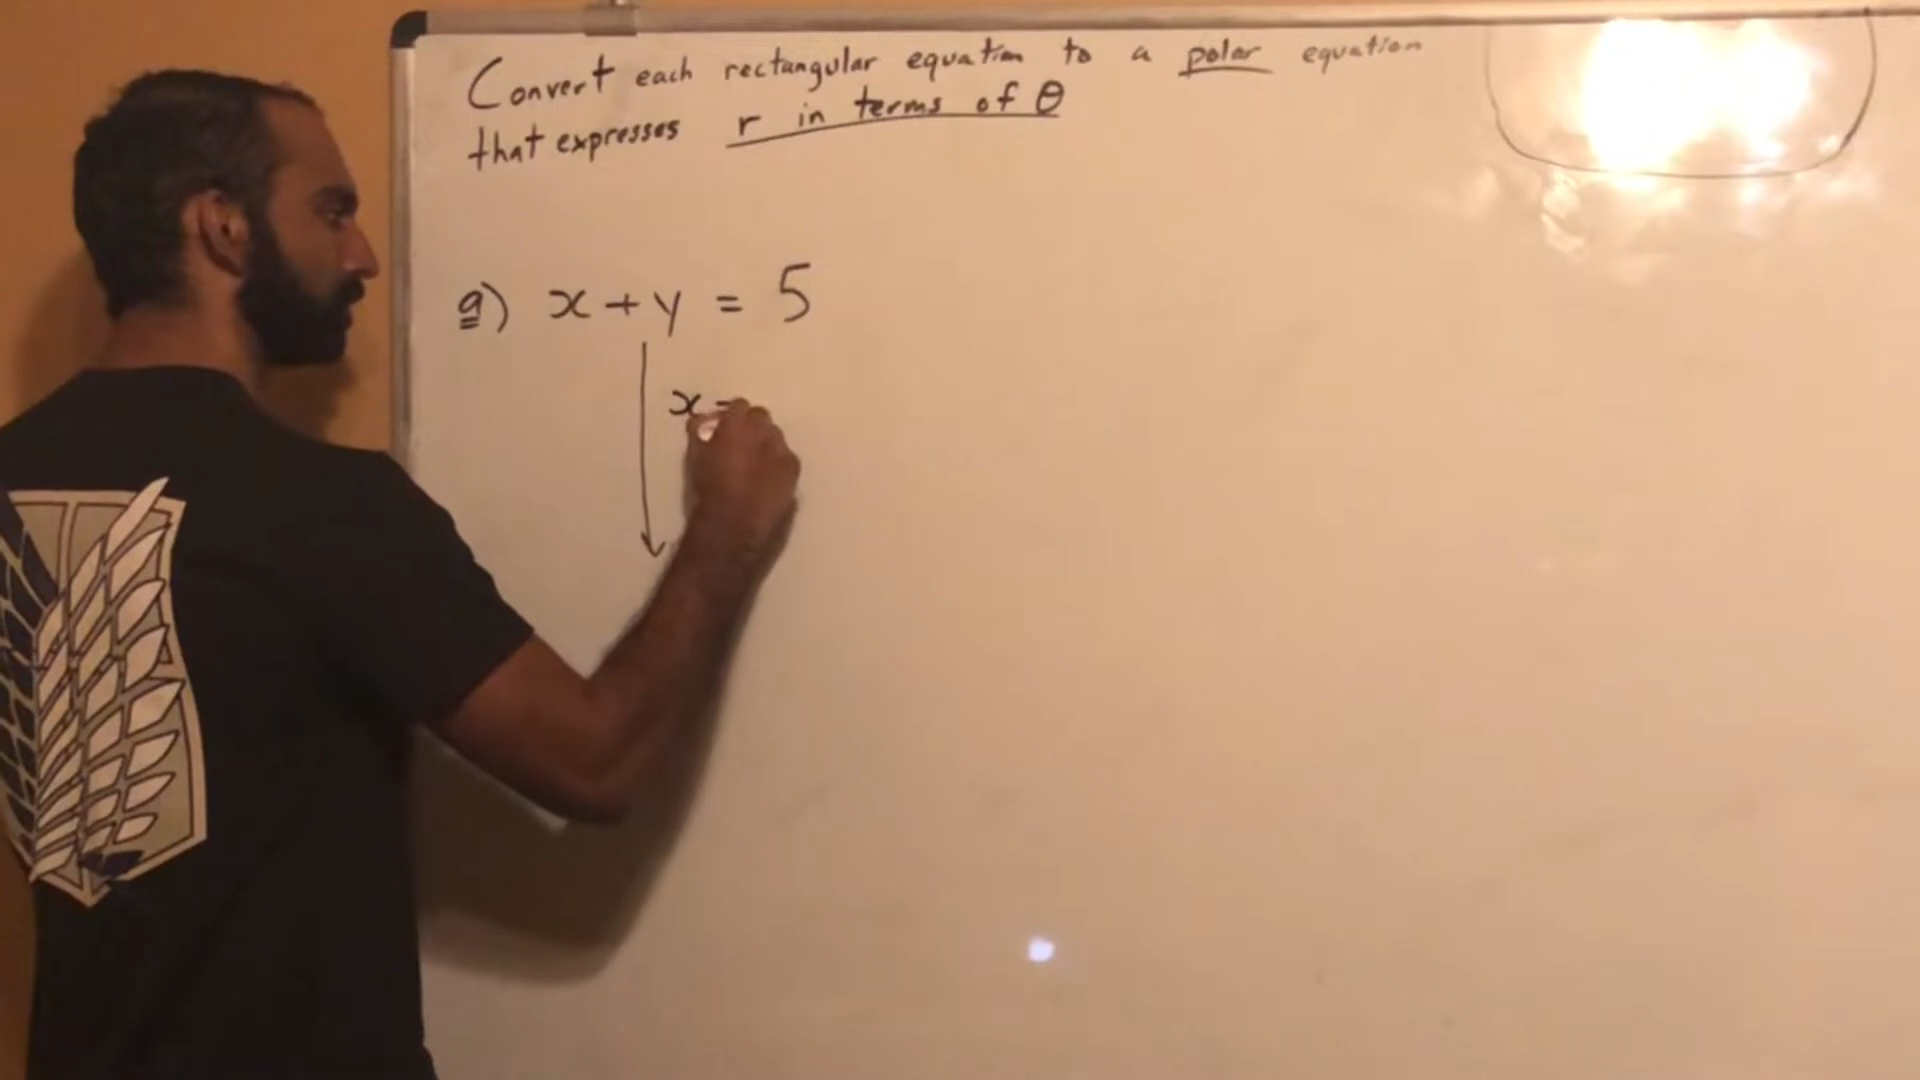 Convert each rectangular equation to a polar equation
that expresses r in terms of θ
a) x + y = 5
x =